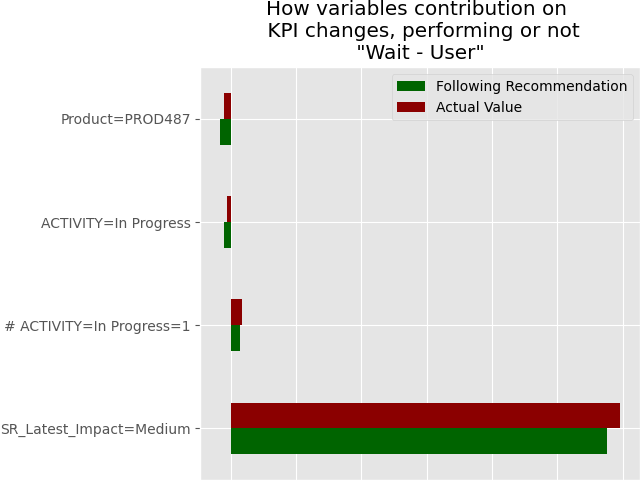 How variables contribution on
KPI changes, performing or not
"Wait - User"
Following Recommendation
Actual Value
Product=PROD487
ACTIVITY=In Progress
# ACTIVITY=In Progress=1
SR_Latest_Impact=Medium